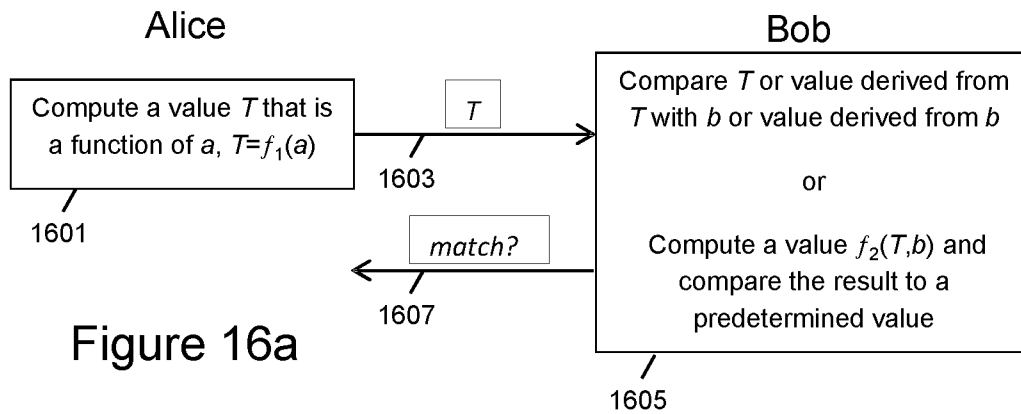 Alice
Bob
Compute a value T that is
a function of a, T=f₁(a)
1601
T
1603
match?
1607
Compare T or value derived from
T with b or value derived from b
or
Compute a value f₂(T,b) and
compare the result to a
predetermined value
1605
Figure 16a